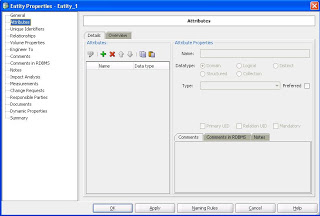 Entity Properties - Entity_1
General
Attributes
Unique Identifiers
Relationships
Volume Properties
Engineer To
Comments
Comments in RDBMS
Notes
Impact Analysis
Measurements
Change Requests
Responsible Parties
Documents
Dynamic Properties
Summary
Attributes
Details
Overview
Attributes:
Name
Data type
Attribute Properties
Name:
Datatype:
Domain
Logical
Distinct
Structured
Collection
Type:
Preferred
Primary UID
Relation UID
Mandatory
Comments
Comments in RDBMS
Notes
OK
Apply
Naming Rules
Cancel
Help